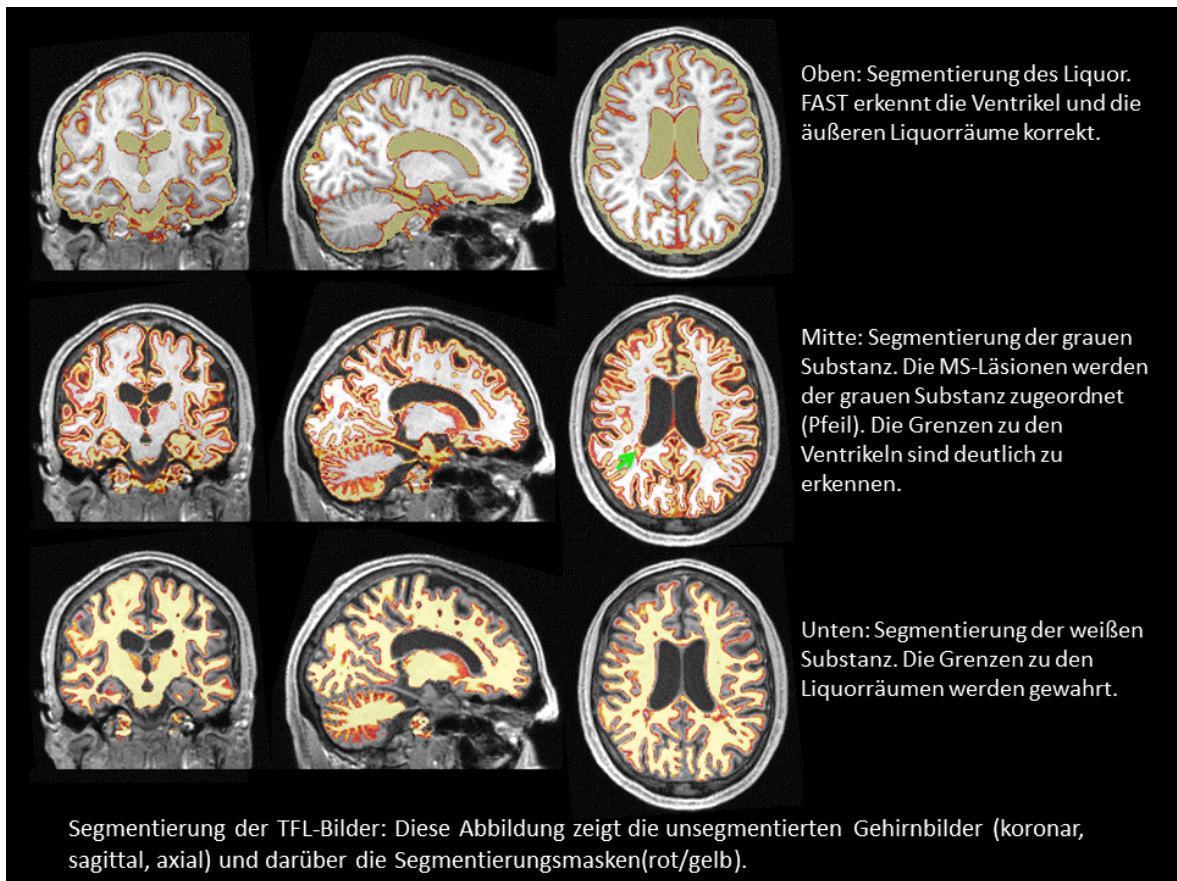 Oben: Segmentierung des Liquor.
FAST erkennt die Ventrikel und die
äußeren Liquorräume korrekt.
Mitte: Segmentierung der grauen
Substanz. Die MS-Läsionen werden
der grauen Substanz zugeordnet
(Pfeil). Die Grenzen zu den
Ventrikeln sind deutlich zu
erkennen.
Unten: Segmentierung der weißen
Substanz. Die Grenzen zu den
Liquorräumen werden gewahrt.
Segmentierung der TFL-Bilder: Diese Abbildung zeigt die unsegmentierten Gehirnbilder (koronar,
sagittal, axial) und darüber die Segmentierungsmasken(rot/gelb).